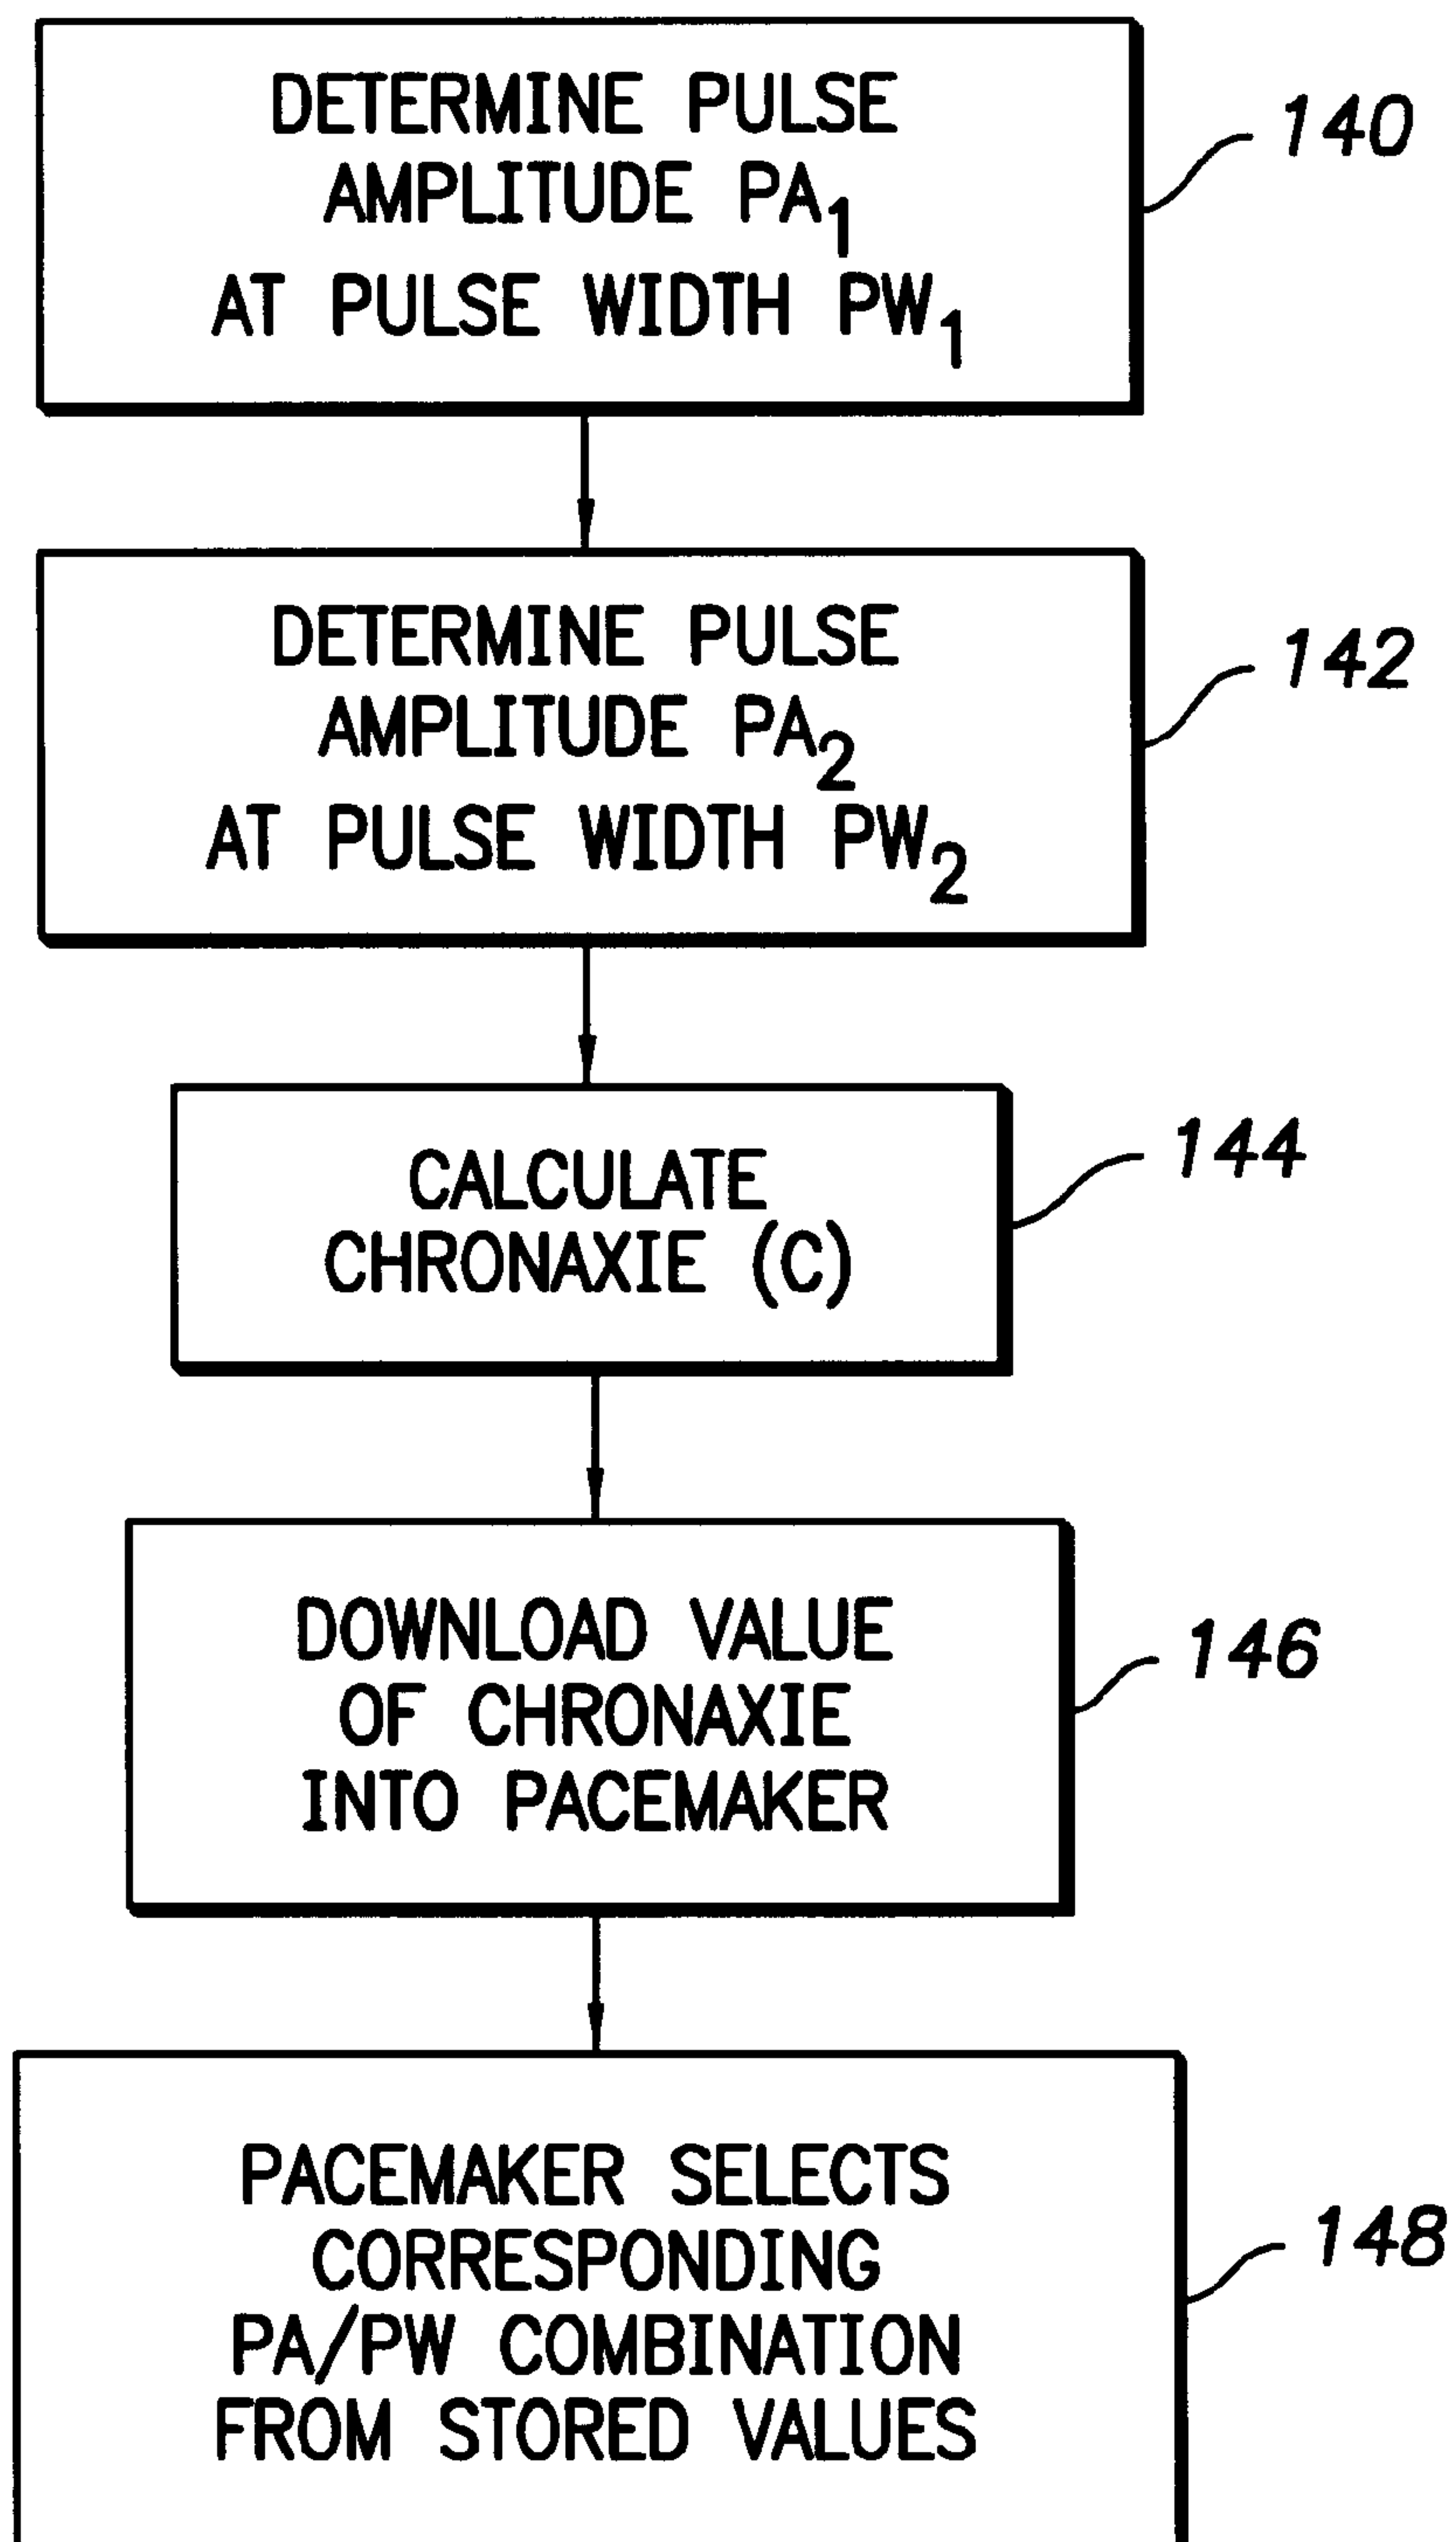 DETERMINE PULSE
AMPLITUDE PA₁
AT PULSE WIDTH PW₁
140
DETERMINE PULSE
AMPLITUDE PA₂
AT PULSE WIDTH PW₂
142
CALCULATE
CHRONAXIE (C)
144
DOWNLOAD VALUE
OF CHRONAXIE
INTO PACEMAKER
146
PACEMAKER SELECTS
CORRESPONDING
PA/PW COMBINATION
FROM STORED VALUES
148